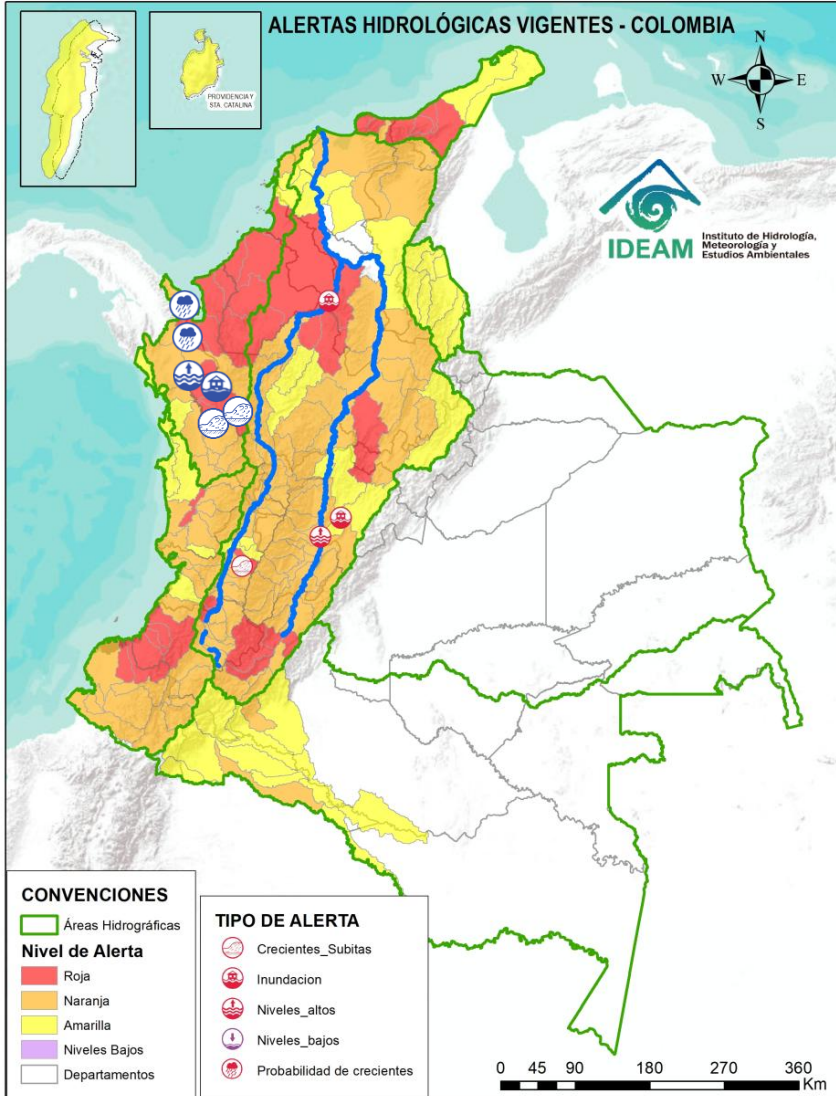 ALERTAS HIDROLÓGICAS VIGENTES - COLOMBIA
PROVIDENCIA Y
STA. CATALINA
N
W
E
S
IDEAM
Instituto de Hidrología,
Meteorología y
Estudios Ambientales
CONVENCIONES
Áreas Hidrográficas
Nivel de Alerta
Roja
Naranja
Amarilla
Niveles Bajos
Departamentos
TIPO DE ALERTA
Crecientes_Subitas
Inundacion
Niveles_altos
Niveles_bajos
Probabilidad de crecientes
0 45 90 180 270 360
Km